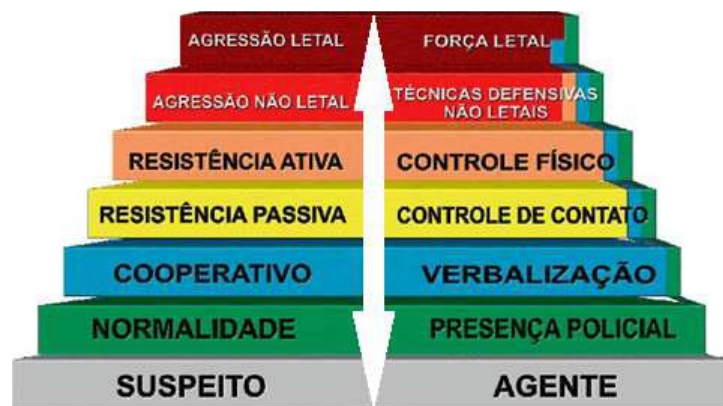 AGRESSÃO LETAL
FORÇA LETAL
AGRESSÃO NÃO LETAL
TÉCNICAS DEFENSIVAS
NÃO LETAIS
RESISTÊNCIA ATIVA
CONTROLE FÍSICO
RESISTÊNCIA PASSIVA
CONTROLE DE CONTATO
COOPERATIVO
VERBALIZAÇÃO
NORMALIDADE
PRESENÇA POLICIAL
SUSPEITO
AGENTE